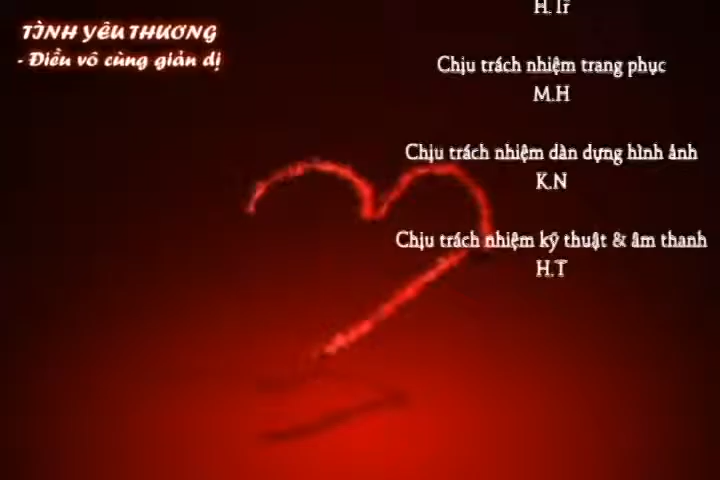 TÌNH YÊU THƯƠNG
- Điều vô cùng giản dị
Chịu trách nhiệm trang phục
M.H
Chịu trách nhiệm dàn dựng hình ảnh
K.N
Chịu trách nhiệm kỹ thuật & âm thanh
H.T